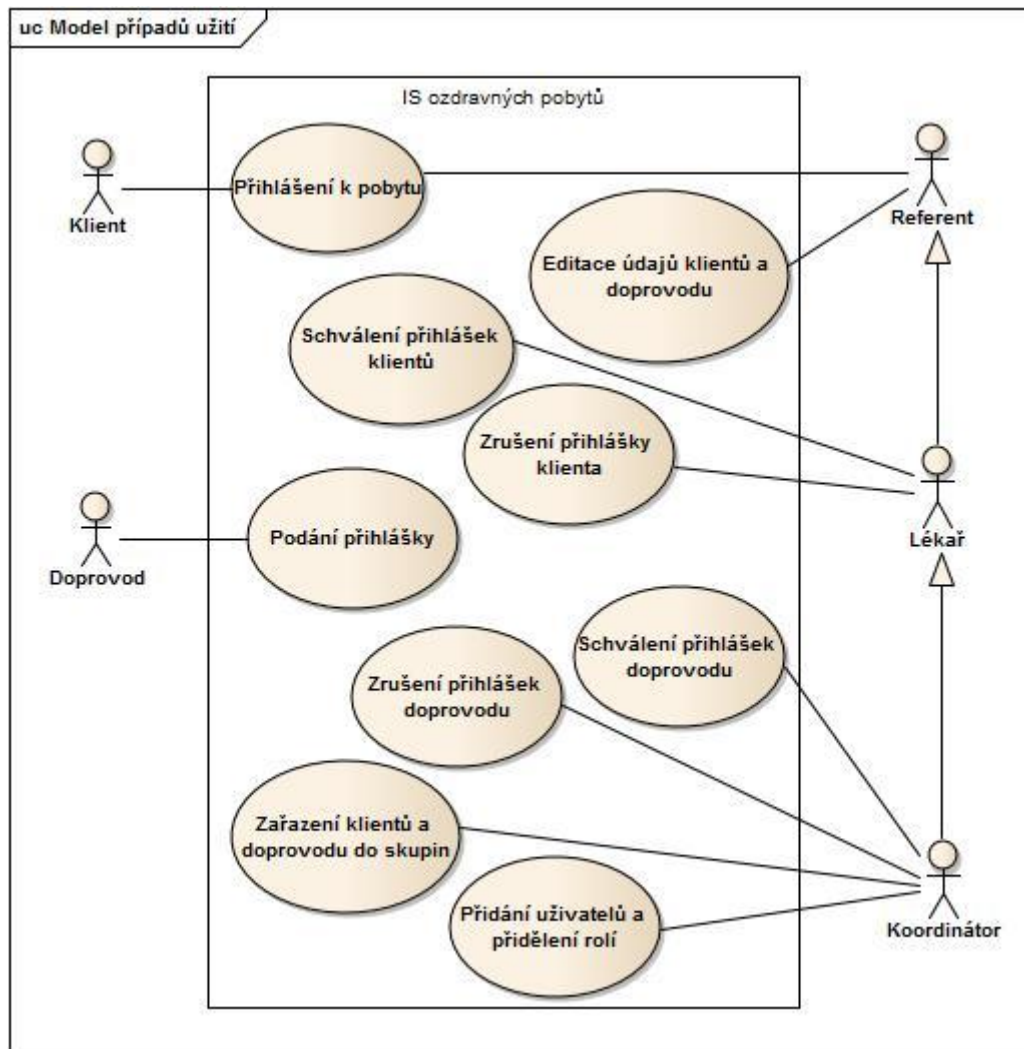 uc Model případů užití
IS ozdravných pobytů
Přihlášení k pobytu
Klient
Referent
Editace údajů klientů a
doprovodu
Schválení přihlášek
klientů
Zrušení přihlášky
klienta
Lékař
Podání přihlášky
Doprovod
Schválení přihlášek
doprovodu
Zrušení přihlášek
doprovodu
Zařazení klientů a
doprovodu do skupin
Přidání uživatelů a
přidělení rolí
Koordinátor